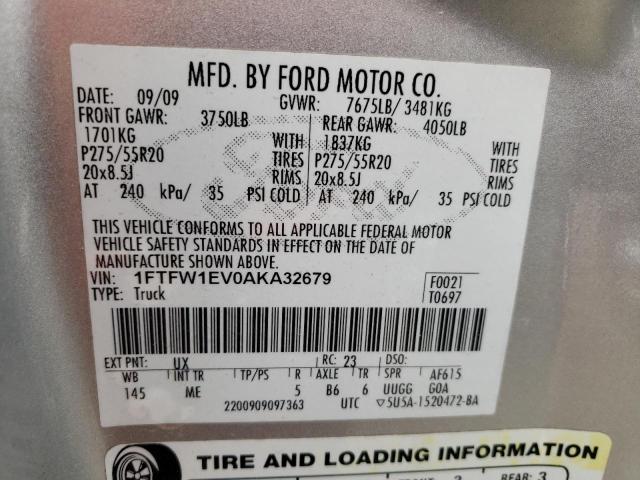 MFD. BY FORD MOTOR CO.
DATE: 09/09 GVWR: 7675LB/ 3481KG
FRONT GAWR: 3750LB REAR GAWR: 4050LB
1701KG WITH 1837KG WITH
P275/55R20 TIRES P275/55R20 TIRES
20x8.5J RIMS 20x8.5J RIMS
AT 240 kPa/ 35 PSI COLD AT 240 kPa/ 35 PSI COLD
THIS VEHICLE CONFORMS TO ALL APPLICABLE FEDERAL MOTOR
VEHICLE SAFETY STANDARDS IN EFFECT ON THE DATE OF
MANUFACTURE SHOWN ABOVE.
VIN: 1FTFW1EV0AKA32679 F0021
TYPE: Truck T0697
EXT PNT: UX RC: 23 DSO:
WB INT TR TP/PS R AXLE TR SPR AF615
145 ME 5 B6 6 UUGG GOA
2200909097363 UTC ▽5U5A-1520472-BA
TIRE AND LOADING INFORMATION
REAR: 3